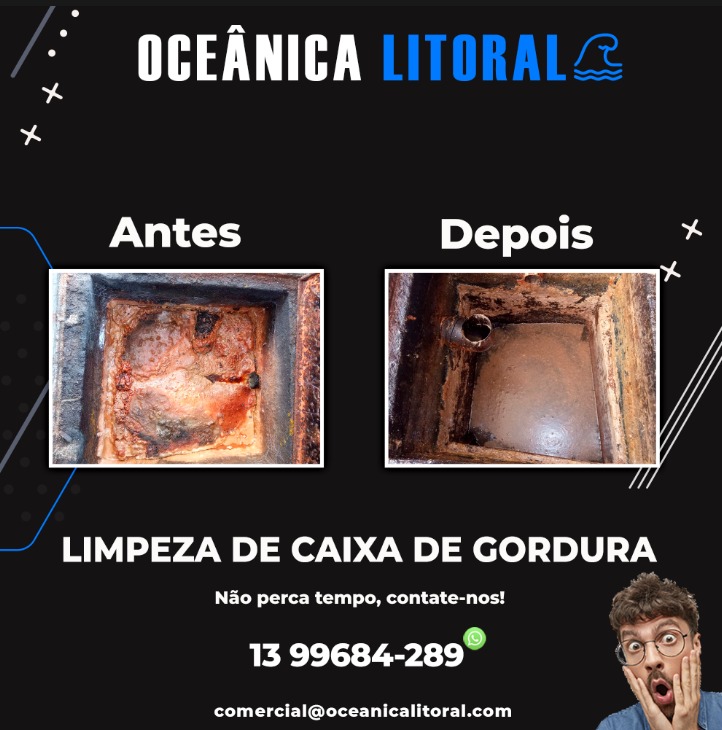 OCEÂNICA LITORAL
Antes
Depois
LIMPEZA DE CAIXA DE GORDURA
Não perca tempo, contate-nos!
13 99684-289
comercial@oceanicalitoral.com